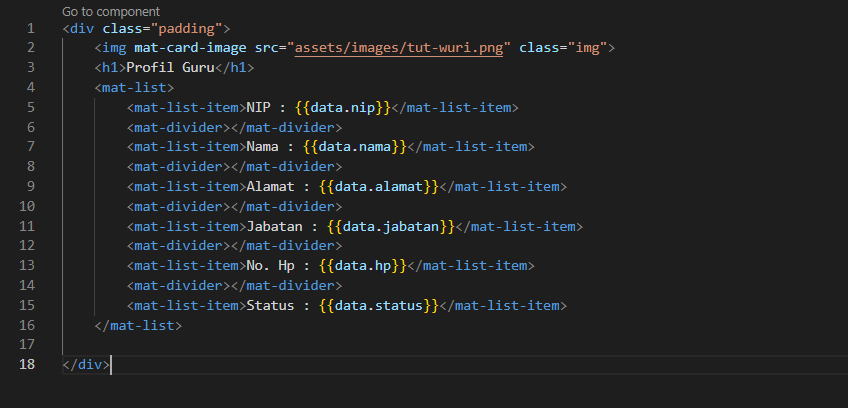 Go to component
1 <div class="padding">
2     <img mat-card-image src="assets/images/tut-wuri.png" class="img">
3     <h1>Profil Guru</h1>
4     <mat-list>
5         <mat-list-item>NIP : {{data.nip}}</mat-list-item>
6         <mat-divider></mat-divider>
7         <mat-list-item>Nama : {{data.nama}}</mat-list-item>
8         <mat-divider></mat-divider>
9         <mat-list-item>Alamat : {{data.alamat}}</mat-list-item>
10         <mat-divider></mat-divider>
11         <mat-list-item>Jabatan : {{data.jabatan}}</mat-list-item>
12         <mat-divider></mat-divider>
13         <mat-list-item>No. Hp : {{data.hp}}</mat-list-item>
14         <mat-divider></mat-divider>
15         <mat-list-item>Status : {{data.status}}</mat-list-item>
16     </mat-list>
17
18 </div>